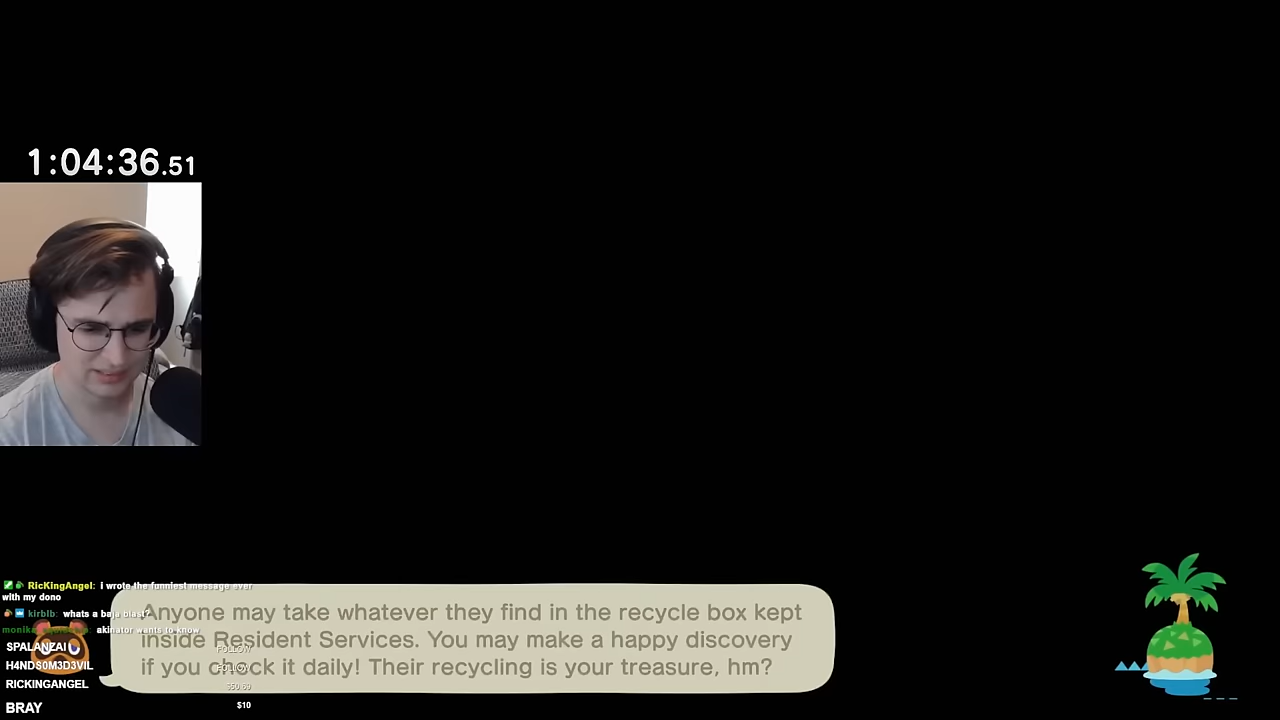 1:04:36.51
RicKingAngel: i wrote the funniest message ever
with my dono
kirblb: whats a baja blast?
akinator wants to know
Anyone may take whatever they find in the recycle box kept
inside Resident Services. You may make a happy discovery
if you check it daily! Their recycling is your treasure, hm?
SPALANZAI
FOLLOW
H4NDS0M3D3VIL
FOLLOW
RICKINGANGEL
BRAY
$10